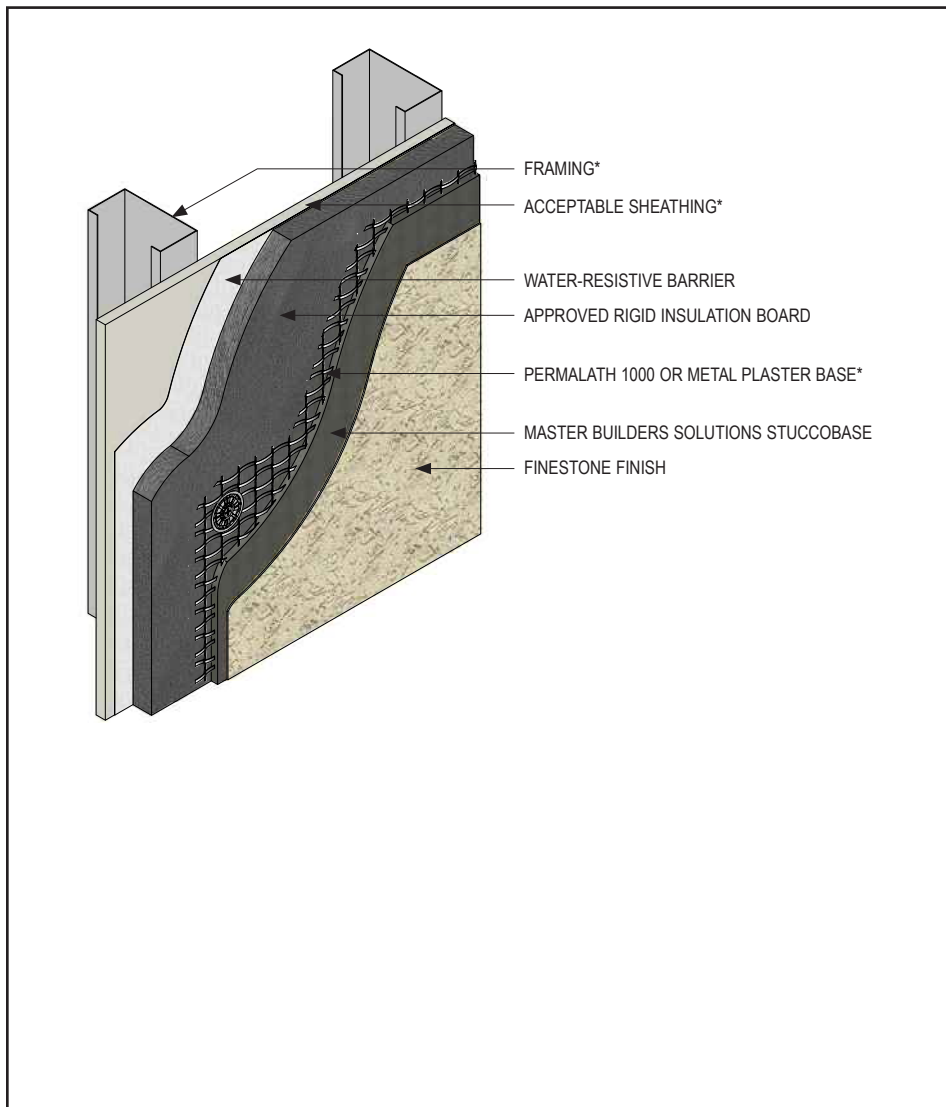 FRAMING*
ACCEPTABLE SHEATHING*
WATER-RESISTIVE BARRIER
APPROVED RIGID INSULATION BOARD
PERMALATH 1000 OR METAL PLASTER BASE*
MASTER BUILDERS SOLUTIONS STUCCOBASE
FINESTONE FINISH